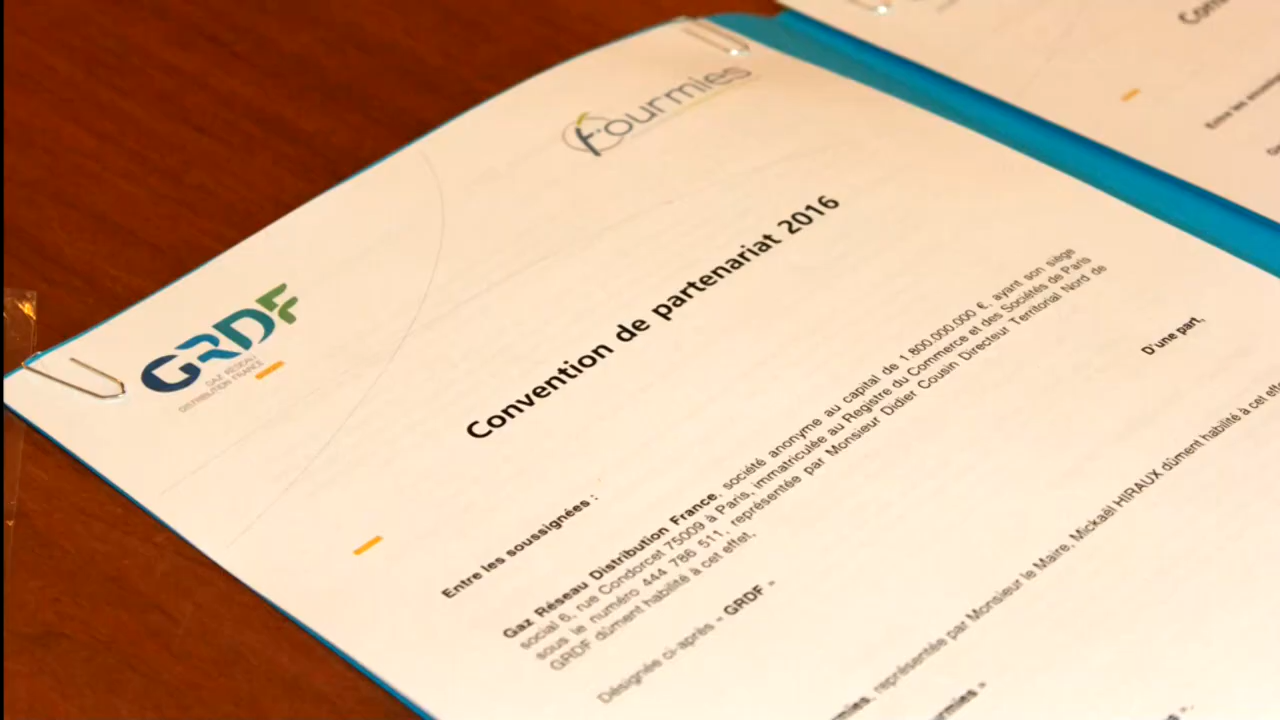 Fourmies
GRDF
GAZ RÉSEAU
DISTRIBUTION FRANCE
Convention de partenariat 2016
Entre les soussignées :
Gaz Réseau Distribution France, société anonyme au capital de 1.800.000.000 €, ayant son siège
social 6, rue Condorcet 75009 à Paris, immatriculée au Registre du Commerce et des Sociétés de Paris
sous le numéro 444 786 511, représentée par Monsieur Didier Cousin Directeur Territorial Nord de
GRDF dûment habilité à cet effet,
D'une part,
Désignée ci-après « GRDF »
représentée par Monsieur le Maire, Mickaël HIRAUX dûment habilité à cet
Entre les